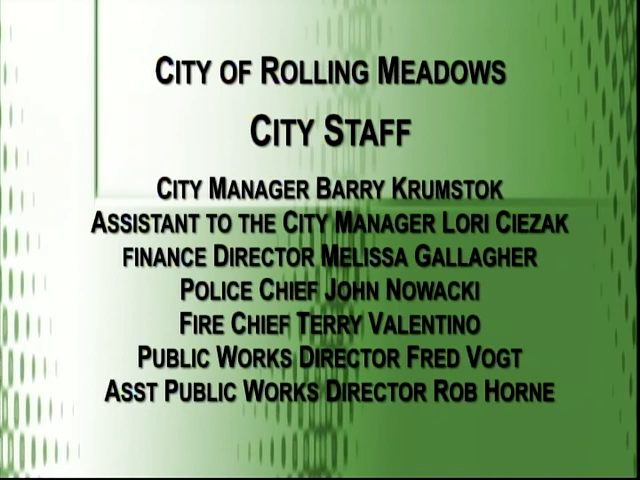 CITY OF ROLLING MEADOWS
CITY STAFF
CITY MANAGER BARRY KRUMSTOK
ASSISTANT TO THE CITY MANAGER LORI CIEZAK
FINANCE DIRECTOR MELISSA GALLAGHER
POLICE CHIEF JOHN NOWACKI
FIRE CHIEF TERRY VALENTINO
PUBLIC WORKS DIRECTOR FRED VOGT
ASST PUBLIC WORKS DIRECTOR ROB HORNE